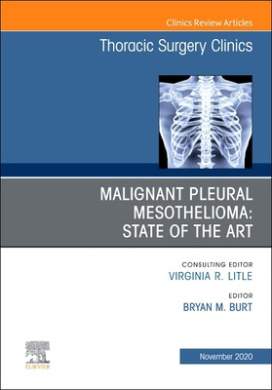 Clinics Review Articles
Thoracic Surgery Clinics
MALIGNANT PLEURAL
MESOTHELIOMA:
STATE OF THE ART
CONSULTING EDITOR
VIRGINIA R. LITLE
EDITOR
BRYAN M. BURT
ELSEVIER
November 2020